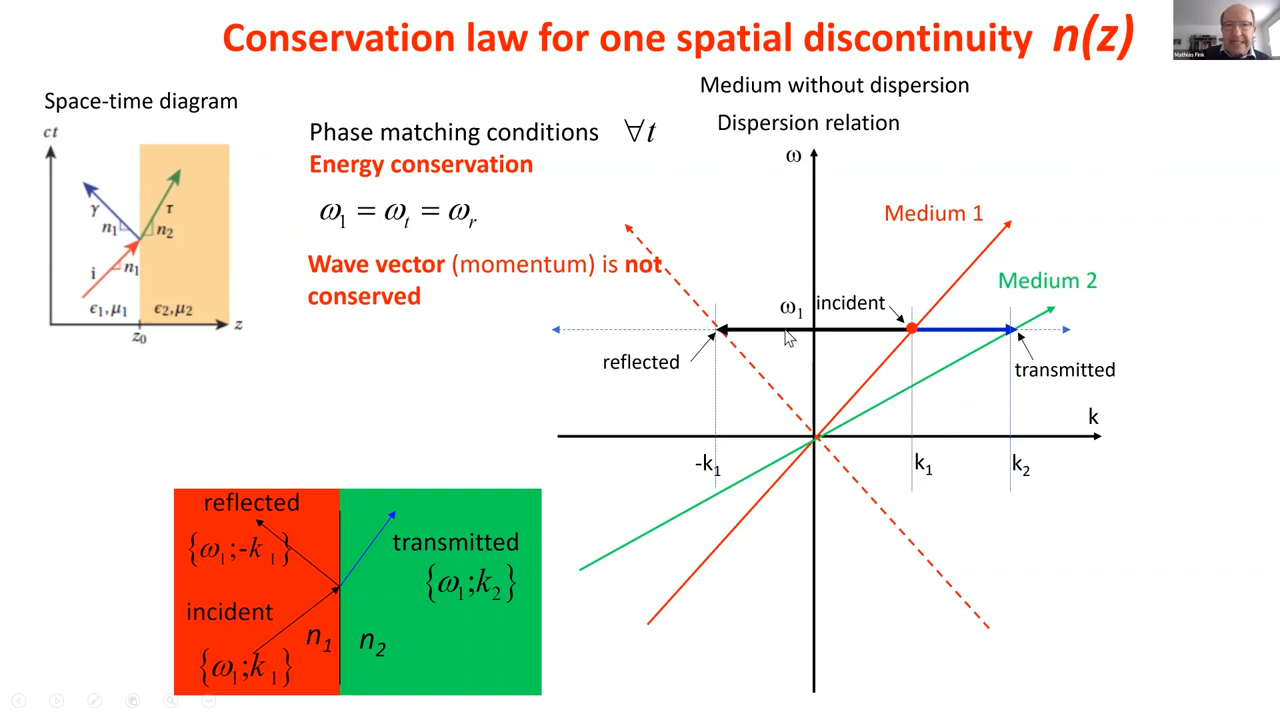 Conservation law for one spatial discontinuity n(z)
Mathias Fink
Space-time diagram
ct
γ
τ
n₁
n₂
i
n₁
ϵ₁,μ₁
ϵ₂,μ₂
z
z₀
Phase matching conditions ∀t
Energy conservation
ω₁ = ωₜ = ωᵣ
Wave vector (momentum) is not
conserved
Medium without dispersion
Dispersion relation
ω
Medium 1
Medium 2
ω₁
incident
reflected
transmitted
k
-k₁
k₁
k₂
reflected
{ω₁;-k₁}
transmitted
{ω₁;k₂}
incident
n₁
n₂
{ω₁;k₁}